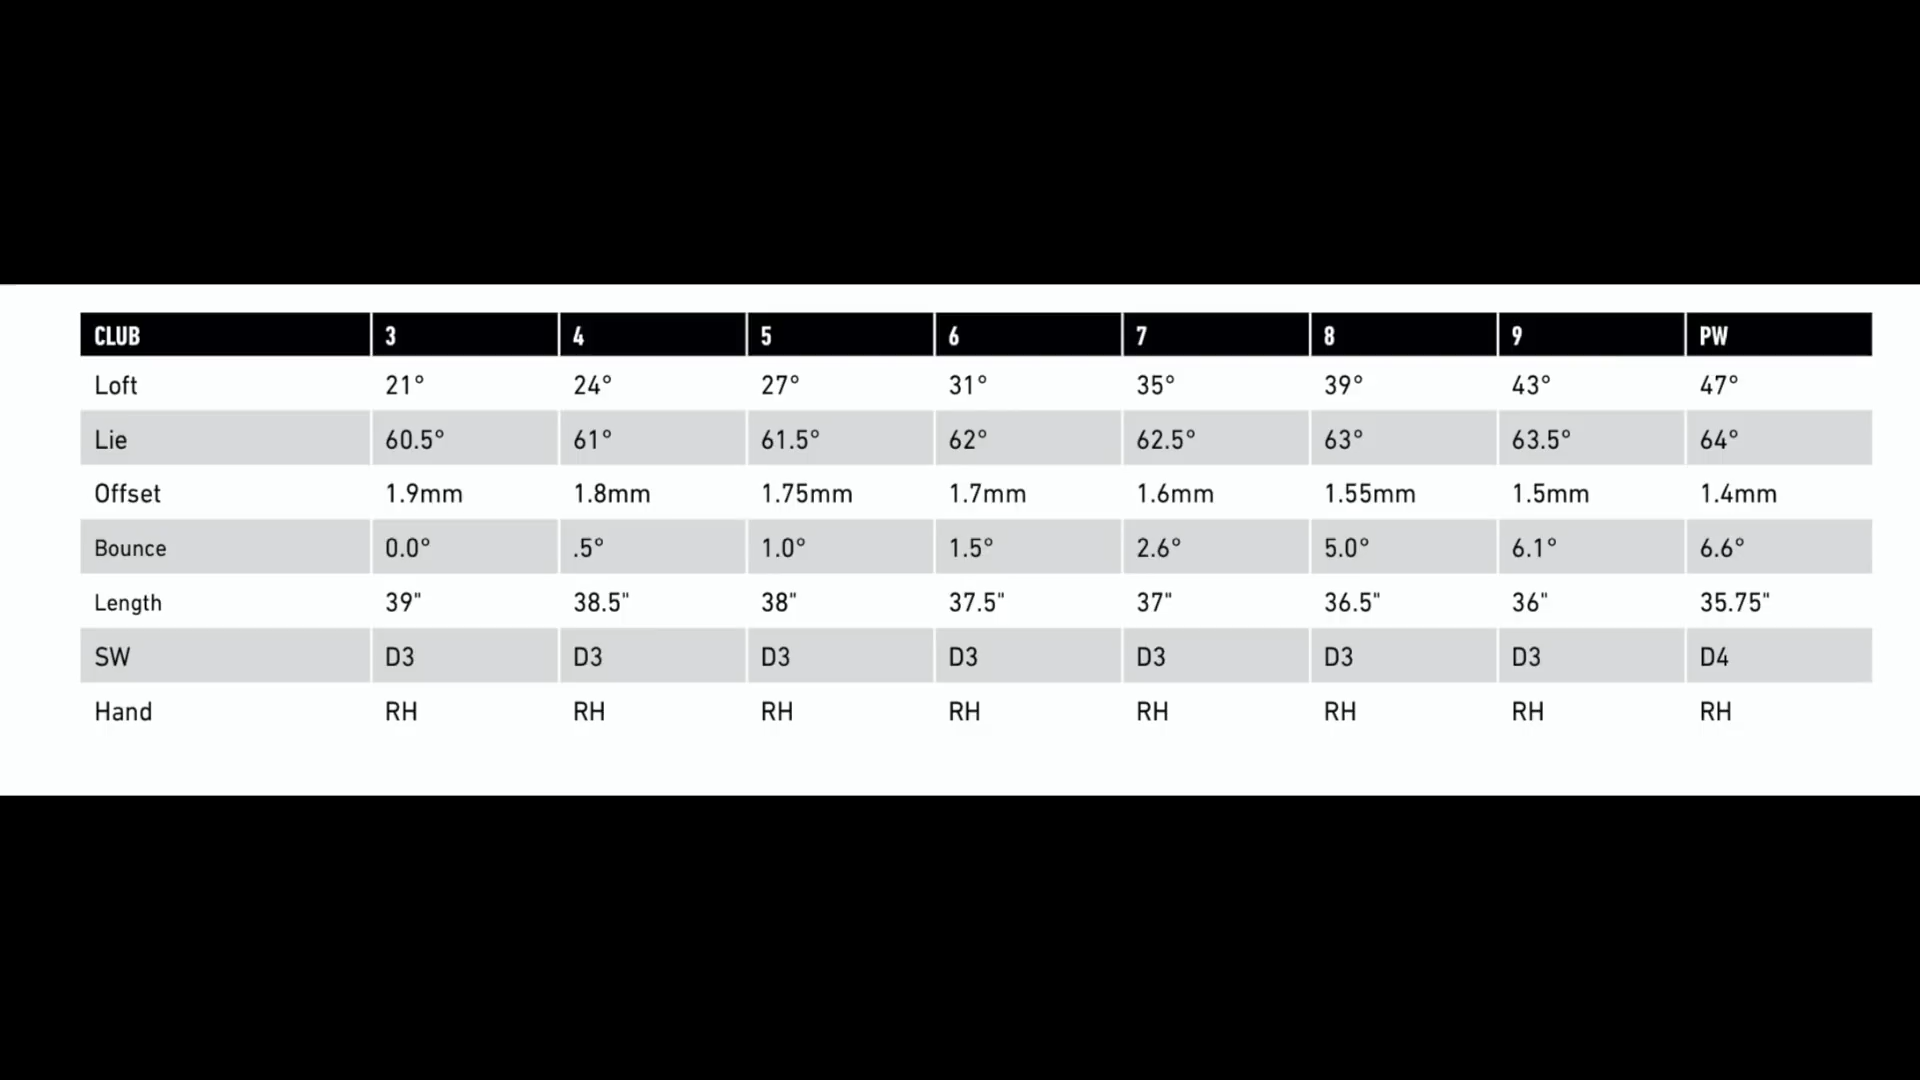 CLUB 3 4 5 6 7 8 9 PW
Loft 21° 24° 27° 31° 35° 39° 43° 47°
Lie 60.5° 61° 61.5° 62° 62.5° 63° 63.5° 64°
Offset 1.9mm 1.8mm 1.75mm 1.7mm 1.6mm 1.55mm 1.5mm 1.4mm
Bounce 0.0° .5° 1.0° 1.5° 2.6° 5.0° 6.1° 6.6°
Length 39" 38.5" 38" 37.5" 37" 36.5" 36" 35.75"
SW D3 D3 D3 D3 D3 D3 D3 D4
Hand RH RH RH RH RH RH RH RH